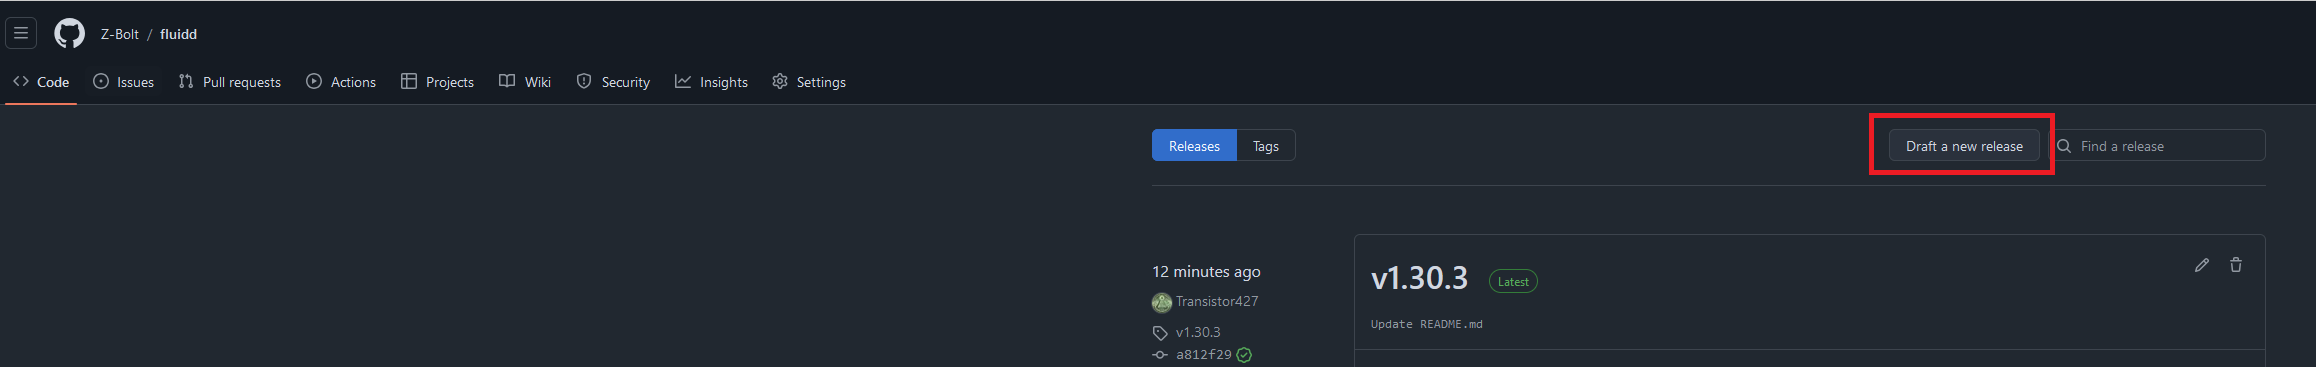 Z-Bolt / fluidd
Code Issues Pull requests Actions Projects Wiki Security Insights Settings
Releases Tags Draft a new release Find a release
12 minutes ago
Transistor427
v1.30.3
a812f29
v1.30.3 Latest
Update README.md